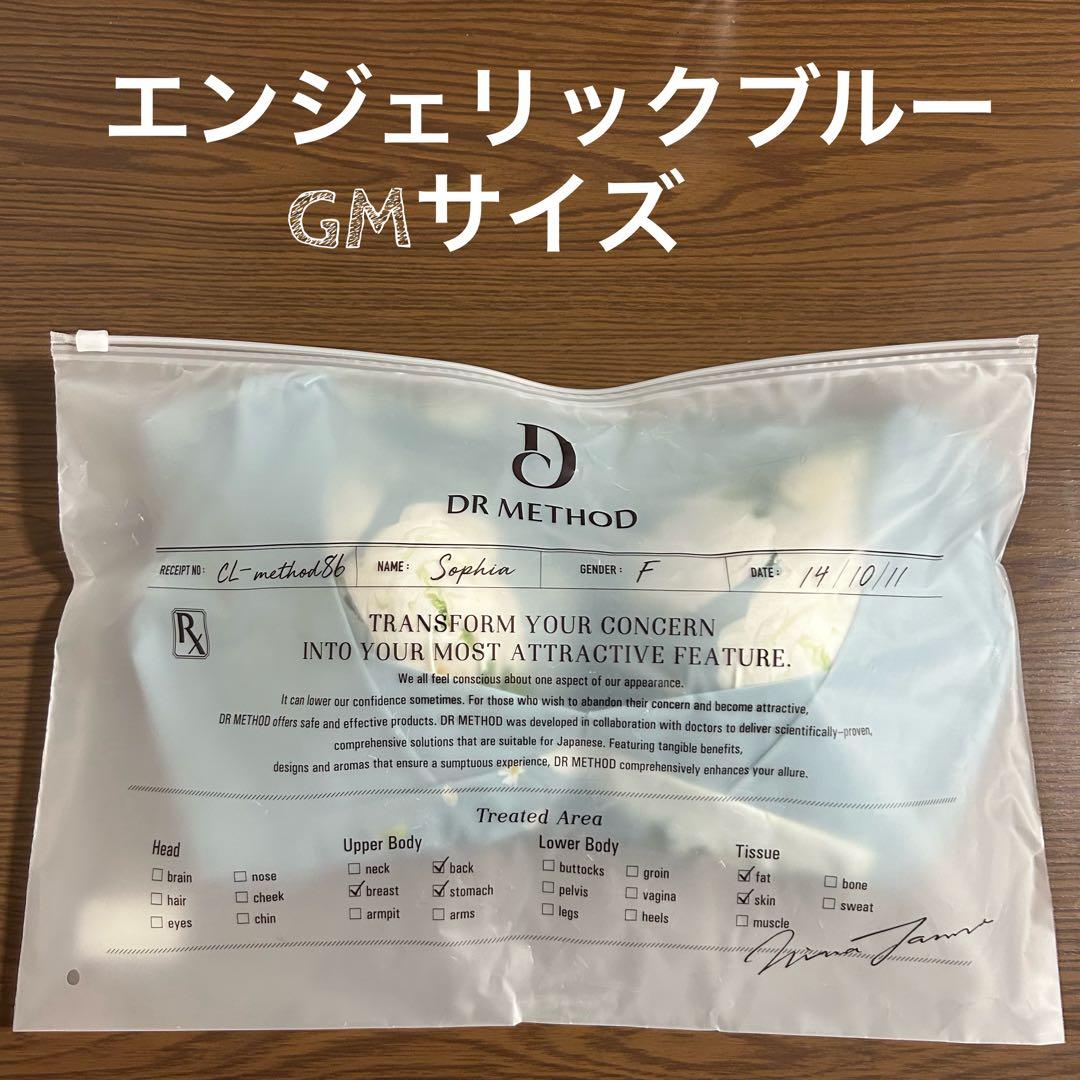 エンジェリックブルー
GMサイズ
DC
DR METHOD
RECEIPT NO: CL-method86 NAME: Sophia GENDER: F DATE: 14/10/11
Rx
TRANSFORM YOUR CONCERN
INTO YOUR MOST ATTRACTIVE FEATURE.
We all feel conscious about one aspect of our appearance.
It can lower our confidence sometimes. For those who wish to abandon their concern and become attractive,
DR METHOD offers safe and effective products. DR METHOD was developed in collaboration with doctors to deliver scientifically-proven,
comprehensive solutions that are suitable for Japanese. Featuring tangible benefits,
designs and aromas that ensure a sumptuous experience, DR METHOD comprehensively enhances your allure.
Treated Area
Head
brain nose
hair cheek
eyes chin
Upper Body
neck back
breast stomach
armpit arms
Lower Body
buttocks groin
pelvis vagina
legs heels
Tissue
fat bone
skin sweat
muscle